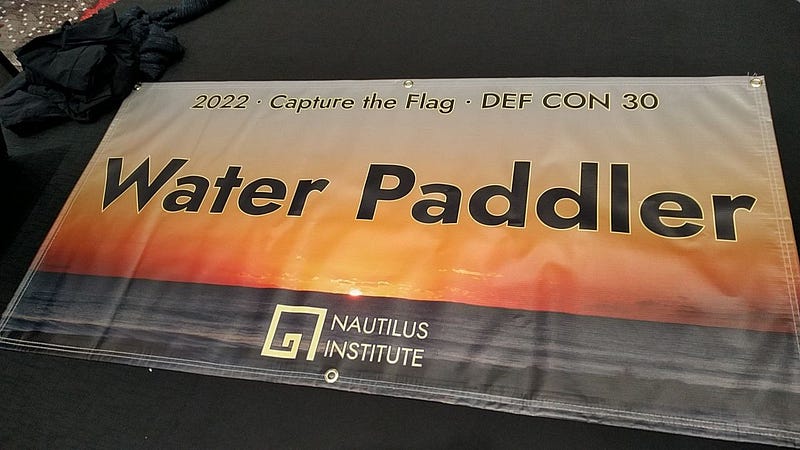 2022 · Capture the Flag · DEF CON 30
Water Paddler
NAUTILUS
INSTITUTE